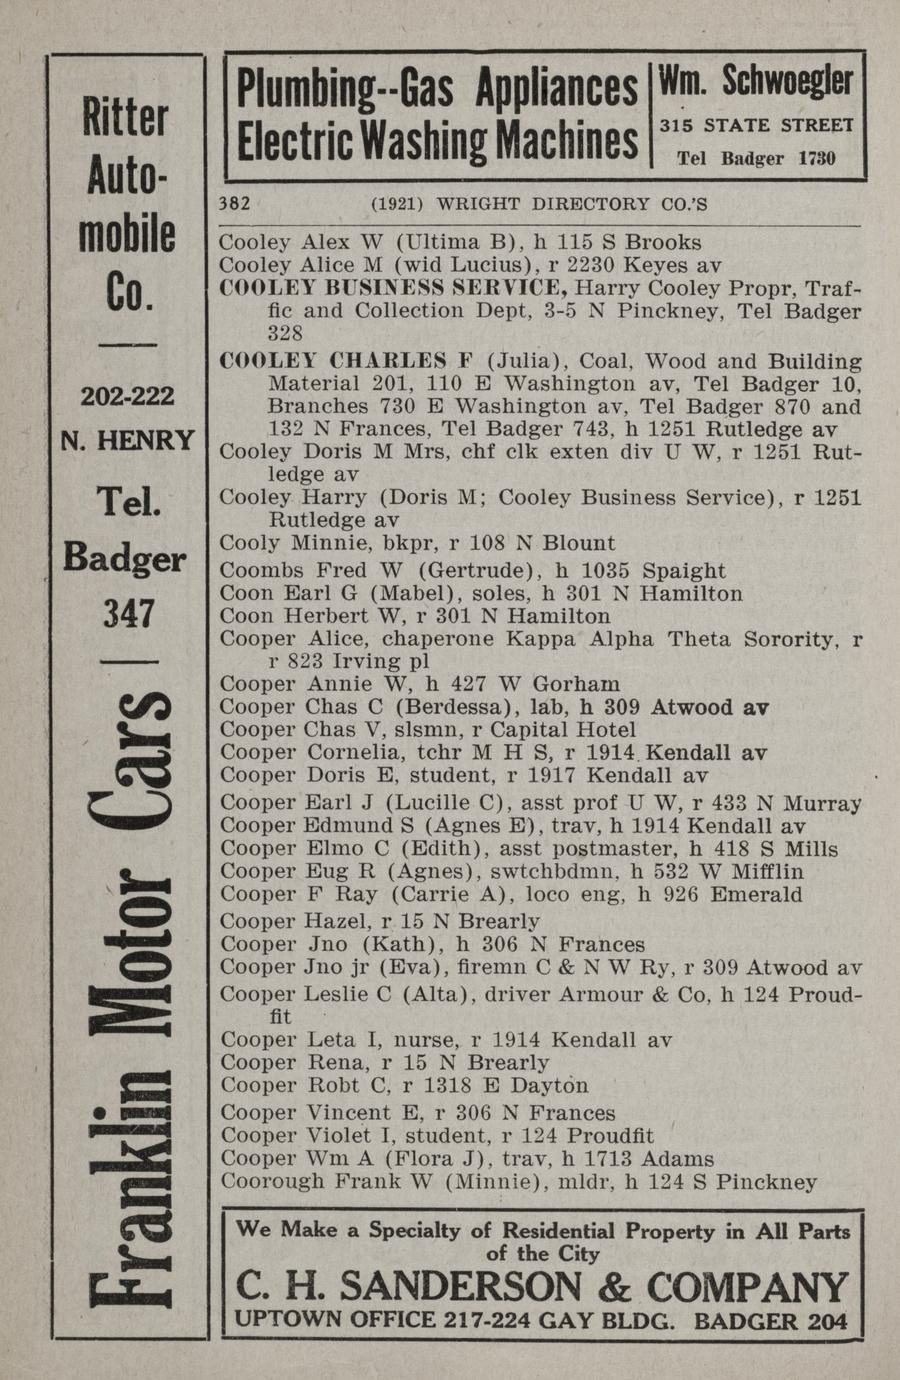 Ritter
Auto-
mobile
Co.
202-222
N. HENRY
Tel.
Badger
347
Franklin Motor Cars
Plumbing--Gas Appliances
Electric Washing Machines
Wm. Schwoegler
315 STATE STREET
Tel Badger 1730
382 (1921) WRIGHT DIRECTORY CO.'S
Cooley Alex W (Ultima B), h 115 S Brooks
Cooley Alice M (wid Lucius), r 2230 Keyes av
COOLEY BUSINESS SERVICE, Harry Cooley Propr, Traf-
fic and Collection Dept, 3-5 N Pinckney, Tel Badger
328
COOLEY CHARLES F (Julia), Coal, Wood and Building
Material 201, 110 E Washington av, Tel Badger 10,
Branches 730 E Washington av, Tel Badger 870 and
132 N Frances, Tel Badger 743, h 1251 Rutledge av
Cooley Doris M Mrs, chf clk exten div U W, r 1251 Rut-
ledge av
Cooley Harry (Doris M; Cooley Business Service), r 1251
Rutledge av
Cooly Minnie, bkpr, r 108 N Blount
Coombs Fred W (Gertrude), h 1035 Spaight
Coon Earl G (Mabel), soles, h 301 N Hamilton
Coon Herbert W, r 301 N Hamilton
Cooper Alice, chaperone Kappa Alpha Theta Sorority, r
r 823 Irving pl
Cooper Annie W, h 427 W Gorham
Cooper Chas C (Berdessa), lab, h 309 Atwood av
Cooper Chas V, slsmn, r Capital Hotel
Cooper Cornelia, tchr M H S, r 1914 Kendall av
Cooper Doris E, student, r 1917 Kendall av
Cooper Earl J (Lucille C), asst prof U W, r 433 N Murray
Cooper Edmund S (Agnes E), trav, h 1914 Kendall av
Cooper Elmo C (Edith), asst postmaster, h 418 S Mills
Cooper Eug R (Agnes), swtchbdmn, h 532 W Mifflin
Cooper F Ray (Carrie A), loco eng, h 926 Emerald
Cooper Hazel, r 15 N Brearly
Cooper Jno (Kath), h 306 N Frances
Cooper Jno jr (Eva), firemn C & N W Ry, r 309 Atwood av
Cooper Leslie C (Alta), driver Armour & Co, h 124 Proud-
fit
Cooper Leta I, nurse, r 1914 Kendall av
Cooper Rena, r 15 N Brearly
Cooper Robt C, r 1318 E Dayton
Cooper Vincent E, r 306 N Frances
Cooper Violet I, student, r 124 Proudfit
Cooper Wm A (Flora J), trav, h 1713 Adams
Coorough Frank W (Minnie), mldr, h 124 S Pinckney
We Make a Specialty of Residential Property in All Parts
of the City
C. H. SANDERSON & COMPANY
UPTOWN OFFICE 217-224 GAY BLDG. BADGER 204